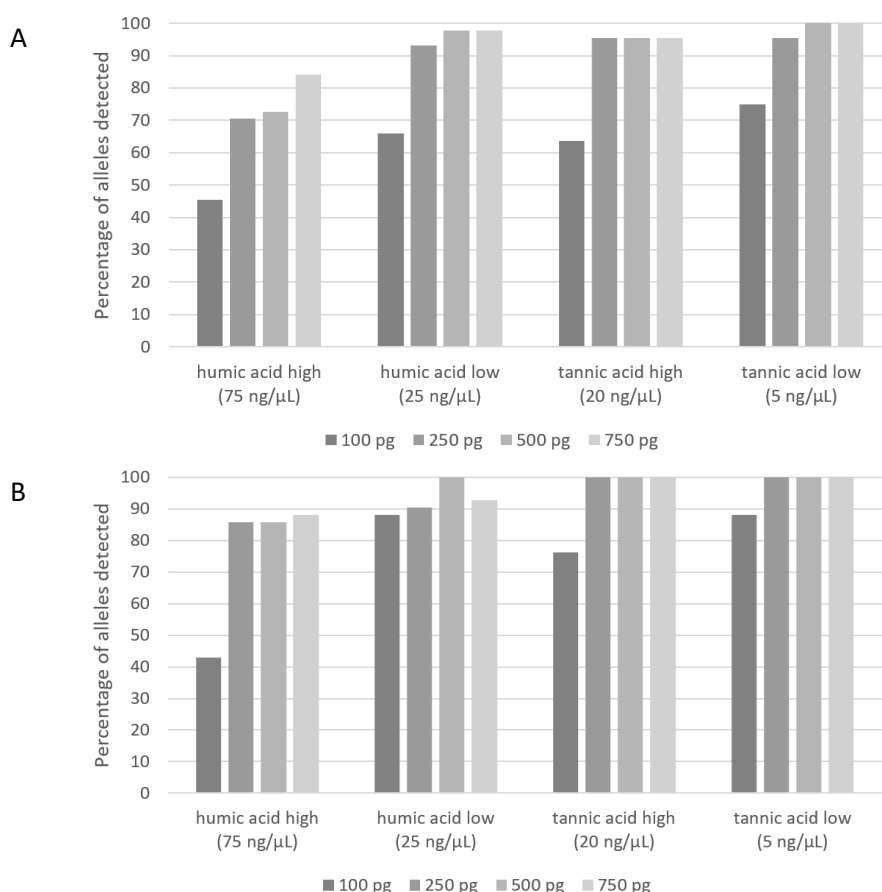 A
Percentage of alleles detected
100
90
80
70
60
50
40
30
20
10
0
humic acid high humic acid low tannic acid high tannic acid low
(75 ng/µL) (25 ng/µL) (20 ng/µL) (5 ng/µL)
100 pg 250 pg 500 pg 750 pg
B
Percentage of alleles detected
100
90
80
70
60
50
40
30
20
10
0
humic acid high humic acid low tannic acid high tannic acid low
(75 ng/µL) (25 ng/µL) (20 ng/µL) (5 ng/µL)
100 pg 250 pg 500 pg 750 pg